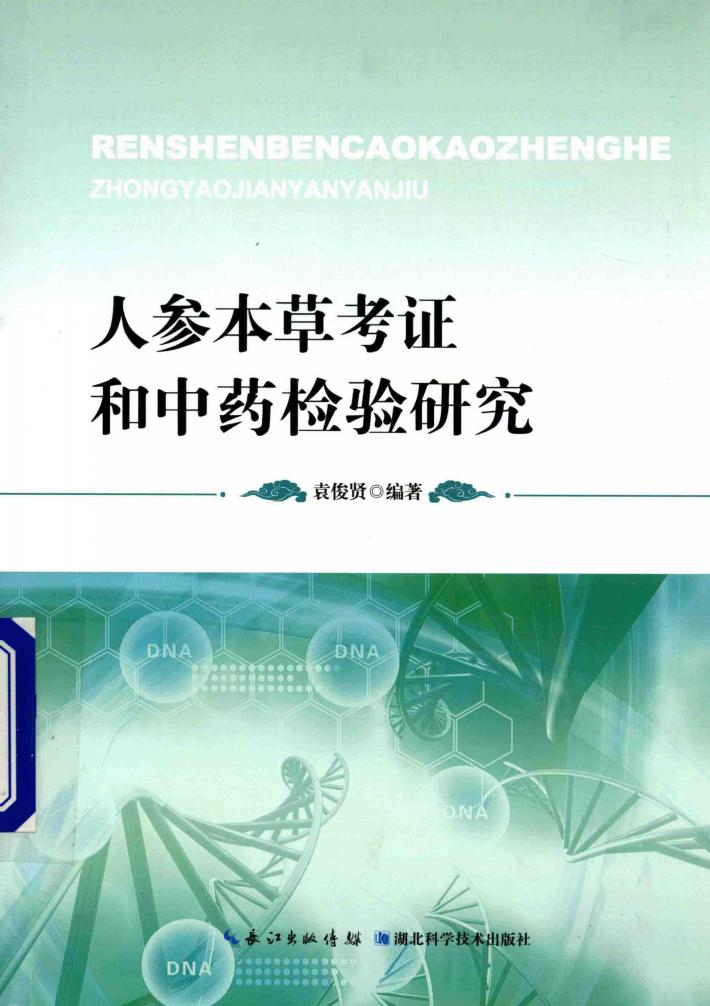 RENSHENBENCAOKAOZHENGHE
ZHONGYAOJIANYANYANJIU
人参本草考证
和中药检验研究
袁俊贤◎编著
DNA
DNA
DNA
长江出版传媒 湖北科学技术出版社
DNA